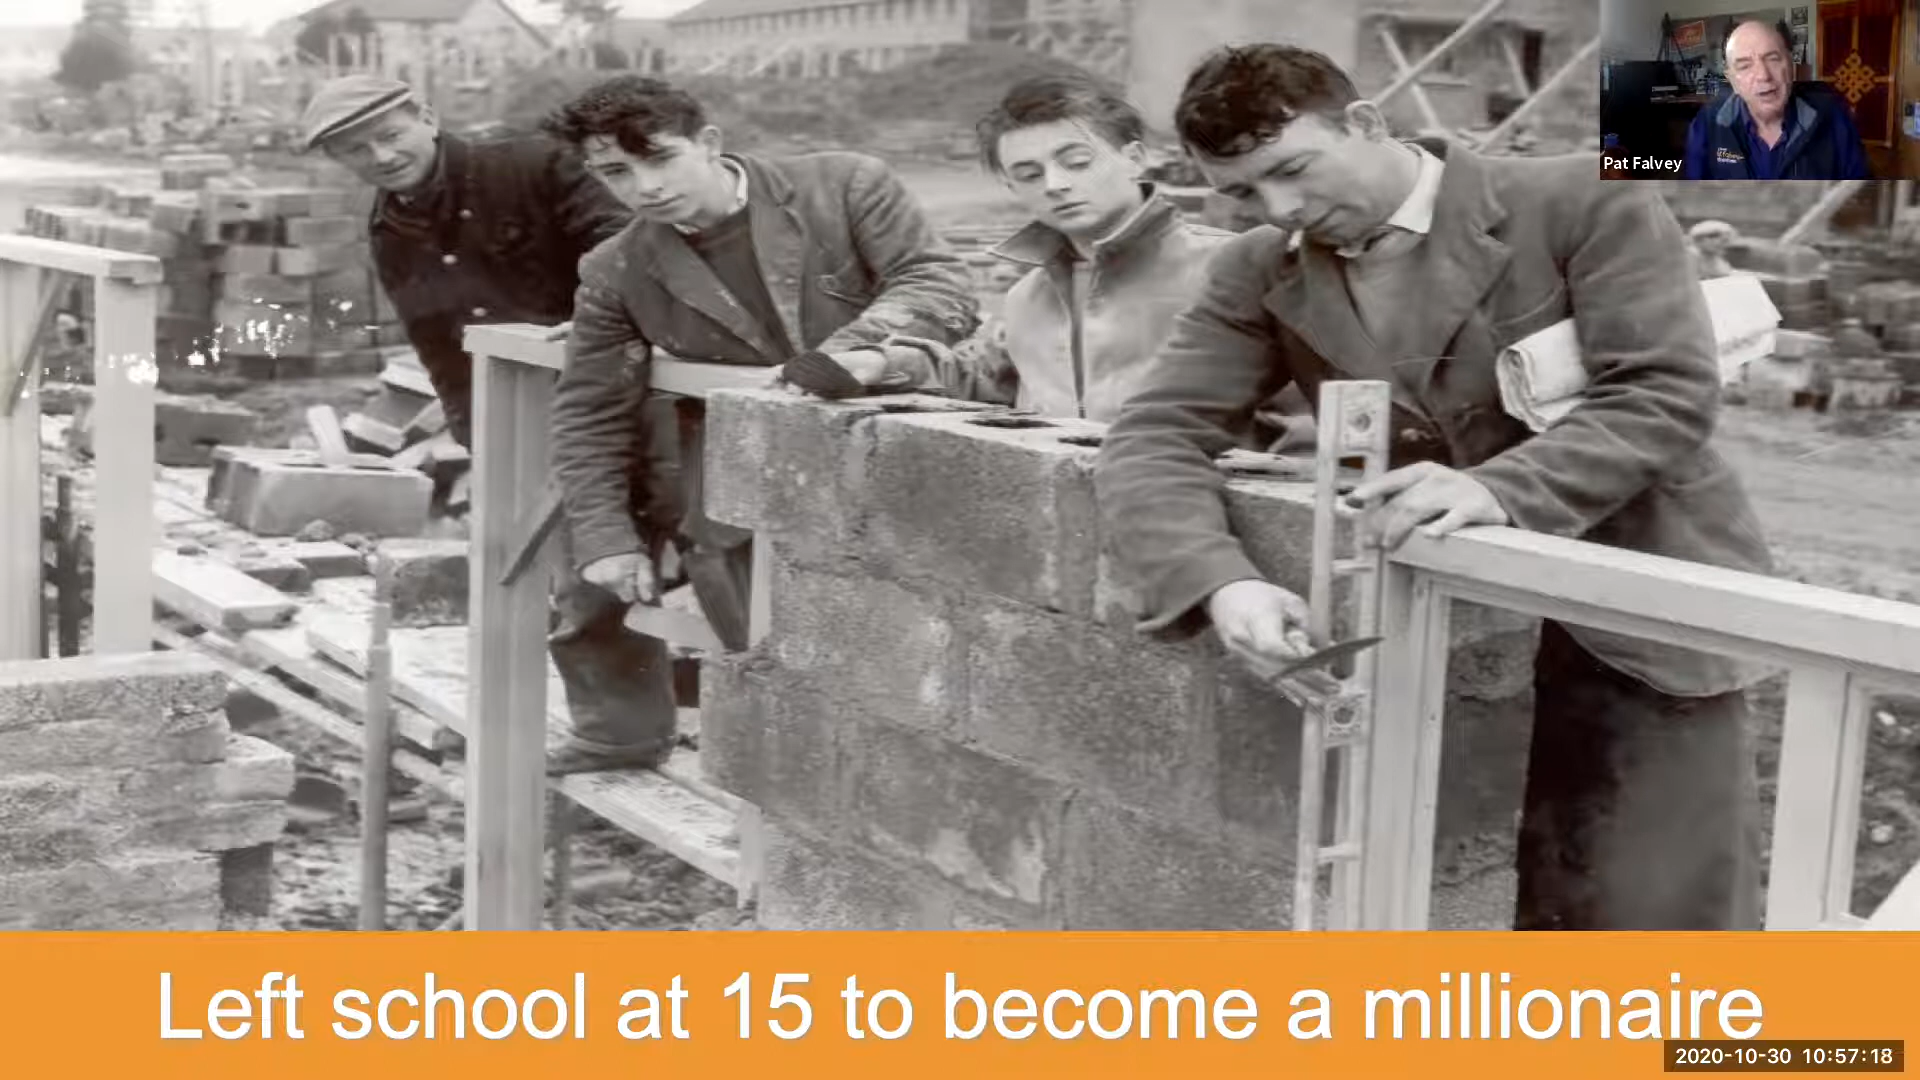 Pat Falvey
Left school at 15 to become a millionaire
2020-10-30 10:57:18